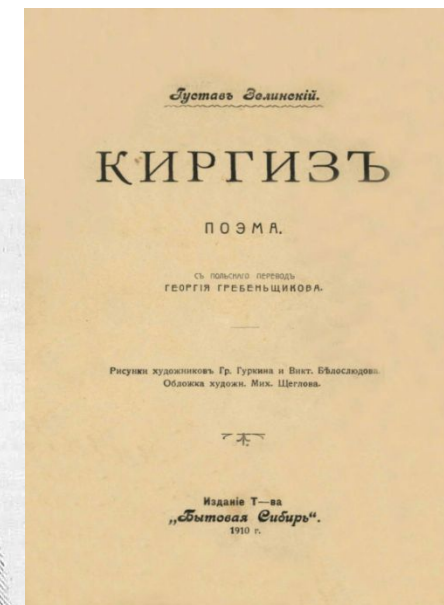 Густавъ Зелинскій.
КИРГИЗЪ
ПОЭМА.
СЪ ПОЛЬСКАГО ПЕРЕВОДЪ
ГЕОРГІЯ ГРЕБЕНЬЩИКОВА.
Рисунки художниковъ Гр. Гуркина и Викт. Бѣлослюдова.
Обложка художн. Мих. Щеглова.
Изданіе Т—ва
„Бытовая Сибирь“.
1910 г.